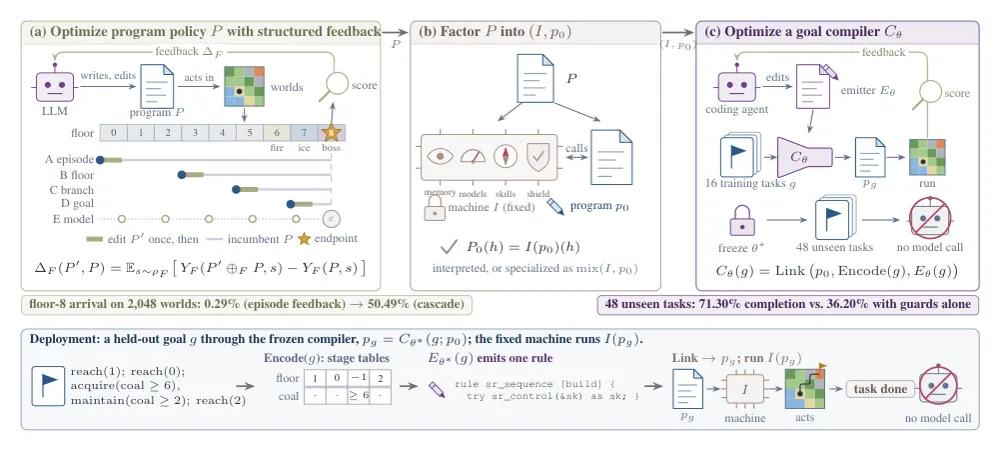 (a) Optimize program policy P with structured feedback
feedback Δ_F
LLM
writes, edits
program P
acts in
worlds
score
floor 0 1 2 3 4 5 6 7 8
fire ice boss
A episode
B floor
C branch
D goal
E model
edit P′ once, then incumbent P endpoint
Δ_F(P′, P) = 𝔼_{s∼ρ_F} [Y_F(P′ ⊕_F P, s) − Y_F(P, s)]
floor-8 arrival on 2,048 worlds: 0.29% (episode feedback) → 50.49% (cascade)
P
(b) Factor P into (I, p₀)
P
calls
memory models skills shield
machine I (fixed)
program p₀
P₀(h) = I(p₀)(h)
interpreted, or specialized as mix(I, p₀)
(I, p₀)
(c) Optimize a goal compiler C_θ
feedback
coding agent
edits
emitter E_θ
score
16 training tasks g
C_θ
p_g
run
freeze θ*
48 unseen tasks
no model call
C_θ(g) = Link (p₀, Encode(g), E_θ(g))
48 unseen tasks: 71.30% completion vs. 36.20% with guards alone
Deployment: a held-out goal g through the frozen compiler, p_g = C_θ*(g; p₀); the fixed machine runs I(p_g).
reach(1); reach(0);
acquire(coal ≥ 6),
maintain(coal ≥ 2); reach(2)
Encode(g): stage tables
floor 1 0 −1 2
coal · · ≥ 6 ·
E_θ*(g) emits one rule
rule sr_sequence [build] {
try sr_control(&sk) as sk; }
Link → p_g; run I(p_g)
p_g
I
machine
acts
task done
no model call